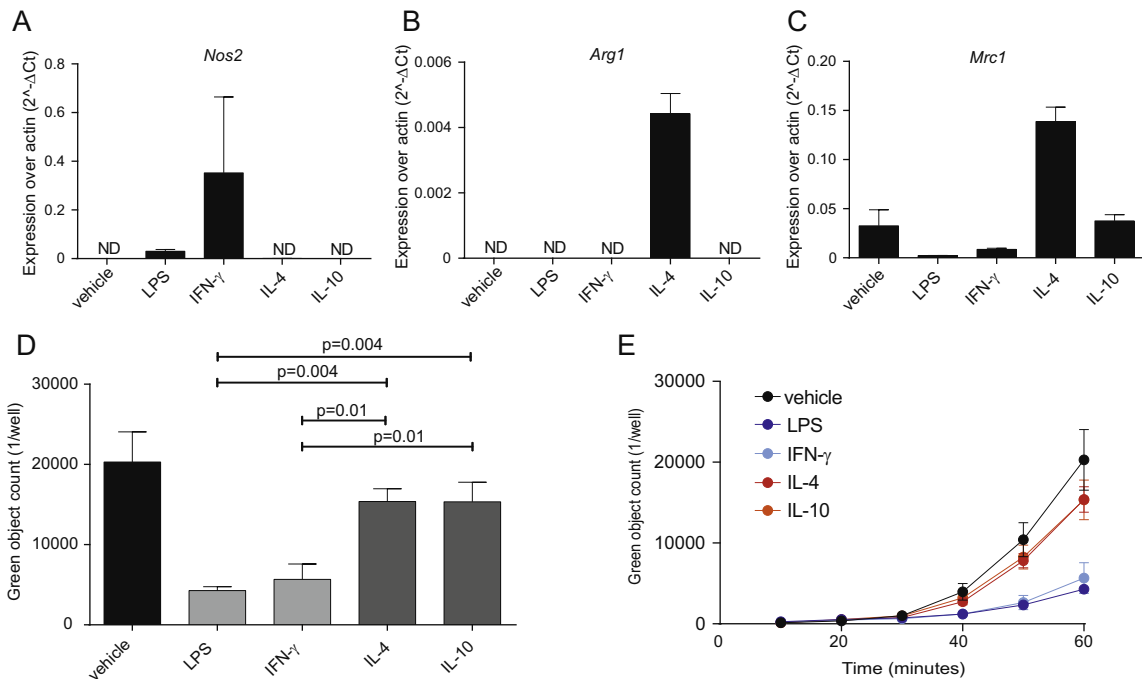 A
Nos2
Expression over actin (2^-ΔCt)
0.8
0.6
0.4
0.2
0
ND
ND
ND
vehicle
LPS
IFN-γ
IL-4
IL-10
B
Arg1
Expression over actin (2^-ΔCt)
0.006
0.004
0.002
0
ND
ND
ND
ND
vehicle
LPS
IFN-γ
IL-4
IL-10
C
Mrc1
Expression over actin (2^-ΔCt)
0.20
0.15
0.10
0.05
0
vehicle
LPS
IFN-γ
IL-4
IL-10
D
p=0.004
p=0.004
p=0.01
p=0.01
Green object count (1/well)
30000
20000
10000
0
vehicle
LPS
IFN-γ
IL-4
IL-10
E
Green object count (1/well)
30000
20000
10000
0
vehicle
LPS
IFN-γ
IL-4
IL-10
0
20
40
60
Time (minutes)